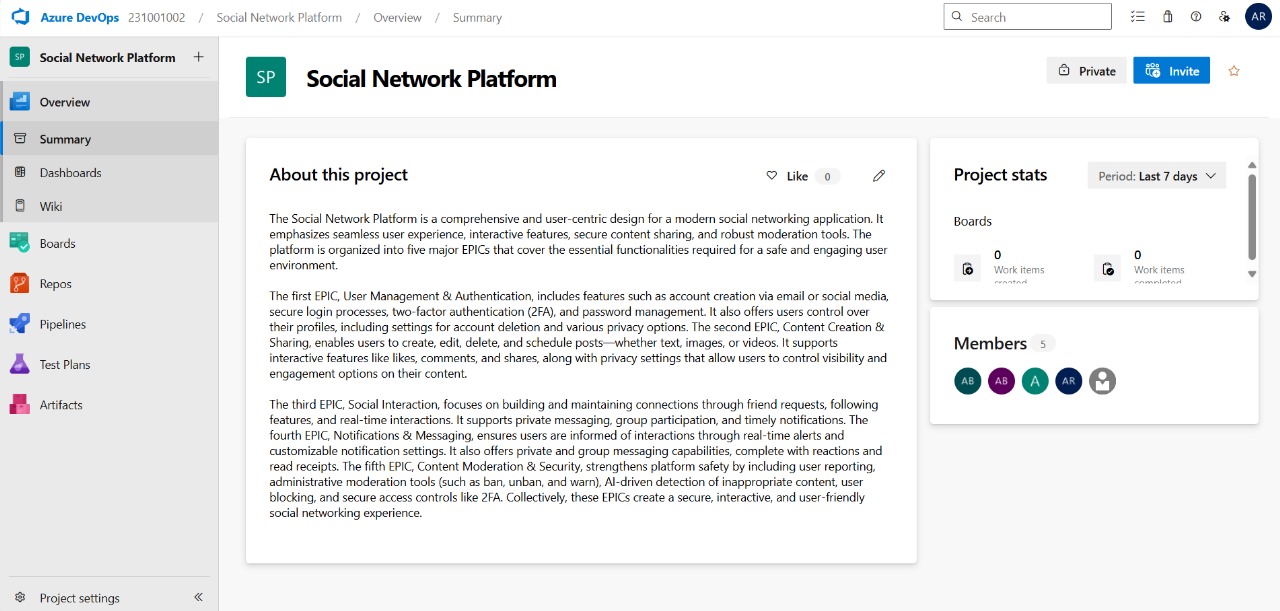 Azure DevOps 231001002 / Social Network Platform / Overview / Summary
Search
AR
SP Social Network Platform +
Overview
Summary
Dashboards
Wiki
Boards
Repos
Pipelines
Test Plans
Artifacts
Project settings
SP Social Network Platform
Private
Invite
About this project
Like 0
The Social Network Platform is a comprehensive and user-centric design for a modern social networking application. It
emphasizes seamless user experience, interactive features, secure content sharing, and robust moderation tools. The
platform is organized into five major EPICs that cover the essential functionalities required for a safe and engaging user
environment.
The first EPIC, User Management & Authentication, includes features such as account creation via email or social media,
secure login processes, two-factor authentication (2FA), and password management. It also offers users control over
their profiles, including settings for account deletion and various privacy options. The second EPIC, Content Creation &
Sharing, enables users to create, edit, delete, and schedule posts—whether text, images, or videos. It supports
interactive features like likes, comments, and shares, along with privacy settings that allow users to control visibility and
engagement options on their content.
The third EPIC, Social Interaction, focuses on building and maintaining connections through friend requests, following
features, and real-time interactions. It supports private messaging, group participation, and timely notifications. The
fourth EPIC, Notifications & Messaging, ensures users are informed of interactions through real-time alerts and
customizable notification settings. It also offers private and group messaging capabilities, complete with reactions and
read receipts. The fifth EPIC, Content Moderation & Security, strengthens platform safety by including user reporting,
administrative moderation tools (such as ban, unban, and warn), AI-driven detection of inappropriate content, user
blocking, and secure access controls like 2FA. Collectively, these EPICs create a secure, interactive, and user-friendly
social networking experience.
Project stats
Period: Last 7 days
Boards
0
Work items
created
0
Work items
completed
Members 5
AB AB A AR